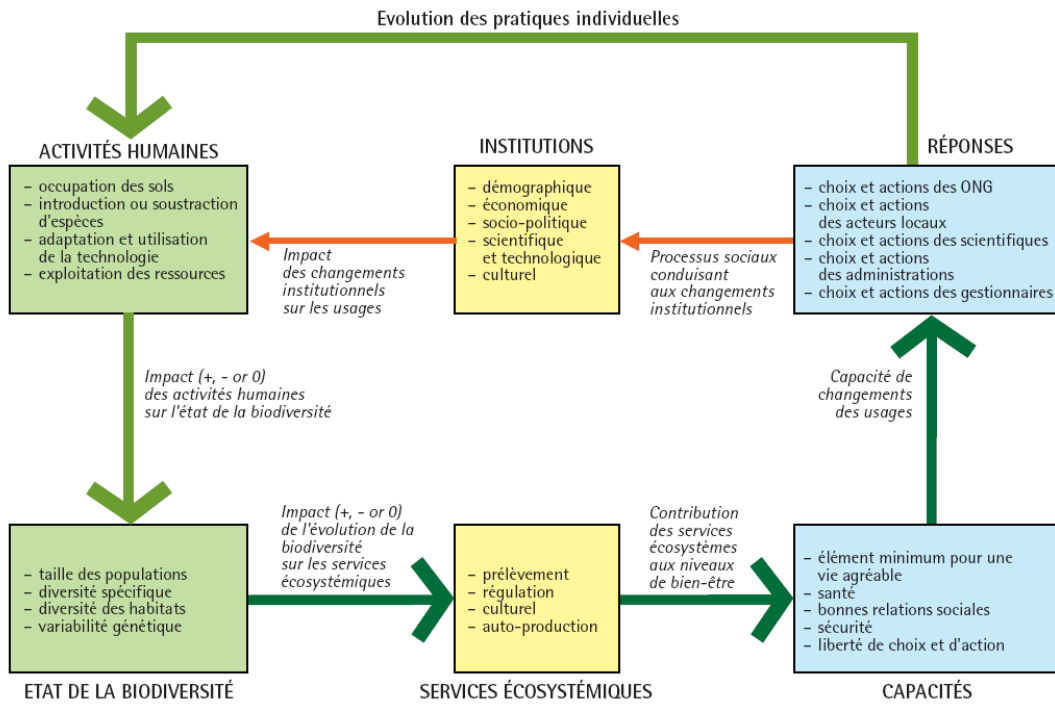 Evolution des pratiques individuelles
ACTIVITÉS HUMAINES
– occupation des sols
– introduction ou soustraction
d'espèces
– adaptation et utilisation
de la technologie
– exploitation des ressources
Impact
des changements
institutionnels
sur les usages
INSTITUTIONS
– démographique
– économique
– socio-politique
– scientifique
et technologique
– culturel
Processus sociaux
conduisant
aux changements
institutionnels
RÉPONSES
– choix et actions des ONG
– choix et actions
des acteurs locaux
– choix et actions des scientifiques
– choix et actions
des administrations
– choix et actions des gestionnaires
Impact (+, - or 0)
des activités humaines
sur l'état de la biodiversité
Capacité de
changements
des usages
– taille des populations
– diversité spécifique
– diversité des habitats
– variabilité génétique
ETAT DE LA BIODIVERSITÉ
Impact (+, - or 0)
de l'évolution de la
biodiversité
sur les services
écosystémiques
– prélèvement
– régulation
– culturel
– auto-production
SERVICES ÉCOSYSTÉMIQUES
Contribution
des services
écosystèmes
aux niveaux
de bien-être
– élément minimum pour une
vie agréable
– santé
– bonnes relations sociales
– sécurité
– liberté de choix et d'action
CAPACITÉS